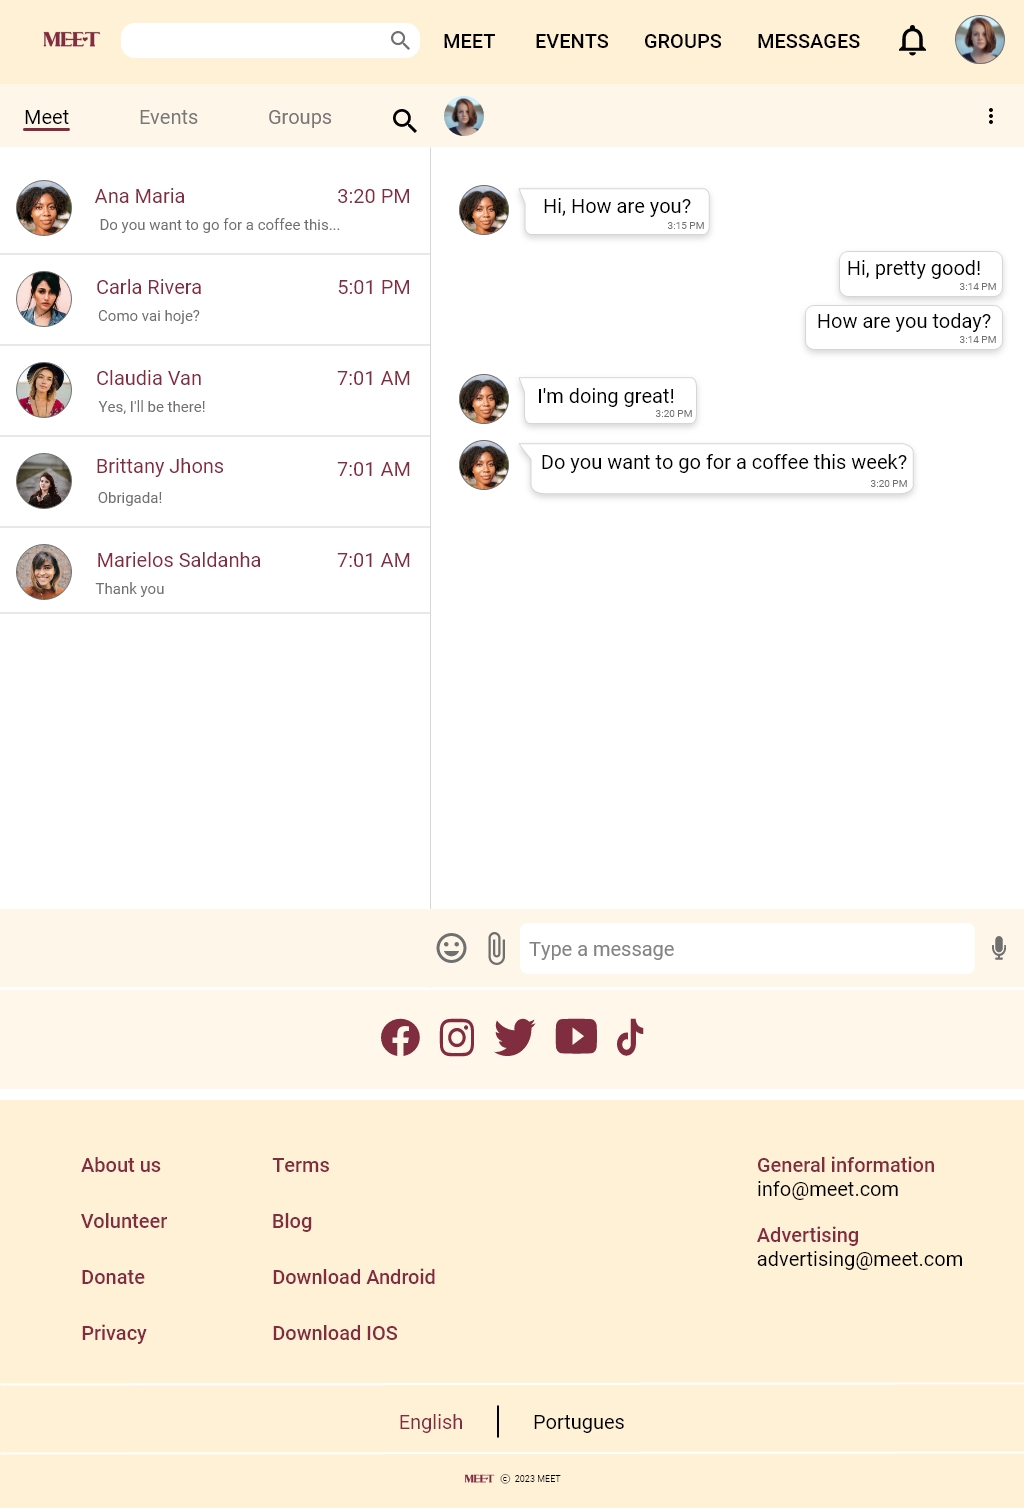 MEET
MEET EVENTS GROUPS MESSAGES
Meet Events Groups
Ana Maria 3:20 PM
Do you want to go for a coffee this...
Carla Rivera 5:01 PM
Como vai hoje?
Claudia Van 7:01 AM
Yes, I'll be there!
Brittany Jhons 7:01 AM
Obrigada!
Marielos Saldanha 7:01 AM
Thank you
Hi, How are you?
3:15 PM
Hi, pretty good!
3:14 PM
How are you today?
3:14 PM
I'm doing great!
3:20 PM
Do you want to go for a coffee this week?
3:20 PM
Type a message
About us
Volunteer
Donate
Privacy
Terms
Blog
Download Android
Download IOS
General information
info@meet.com
Advertising
advertising@meet.com
English Portugues
MEET © 2023 MEET